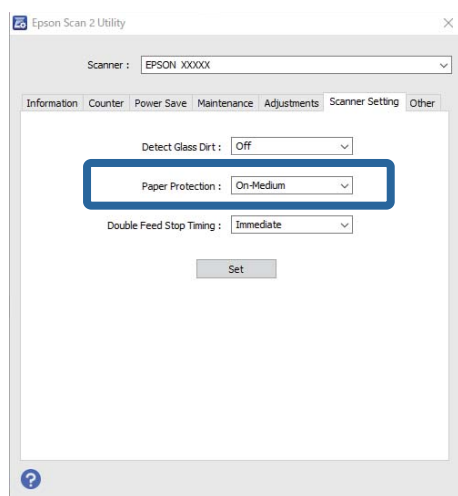 Epson Scan 2 Utility
Scanner : EPSON XXXXX
Information Counter Power Save Maintenance Adjustments Scanner Setting Other
Detect Glass Dirt : Off
Paper Protection : On-Medium
Double Feed Stop Timing : Immediate
Set
?